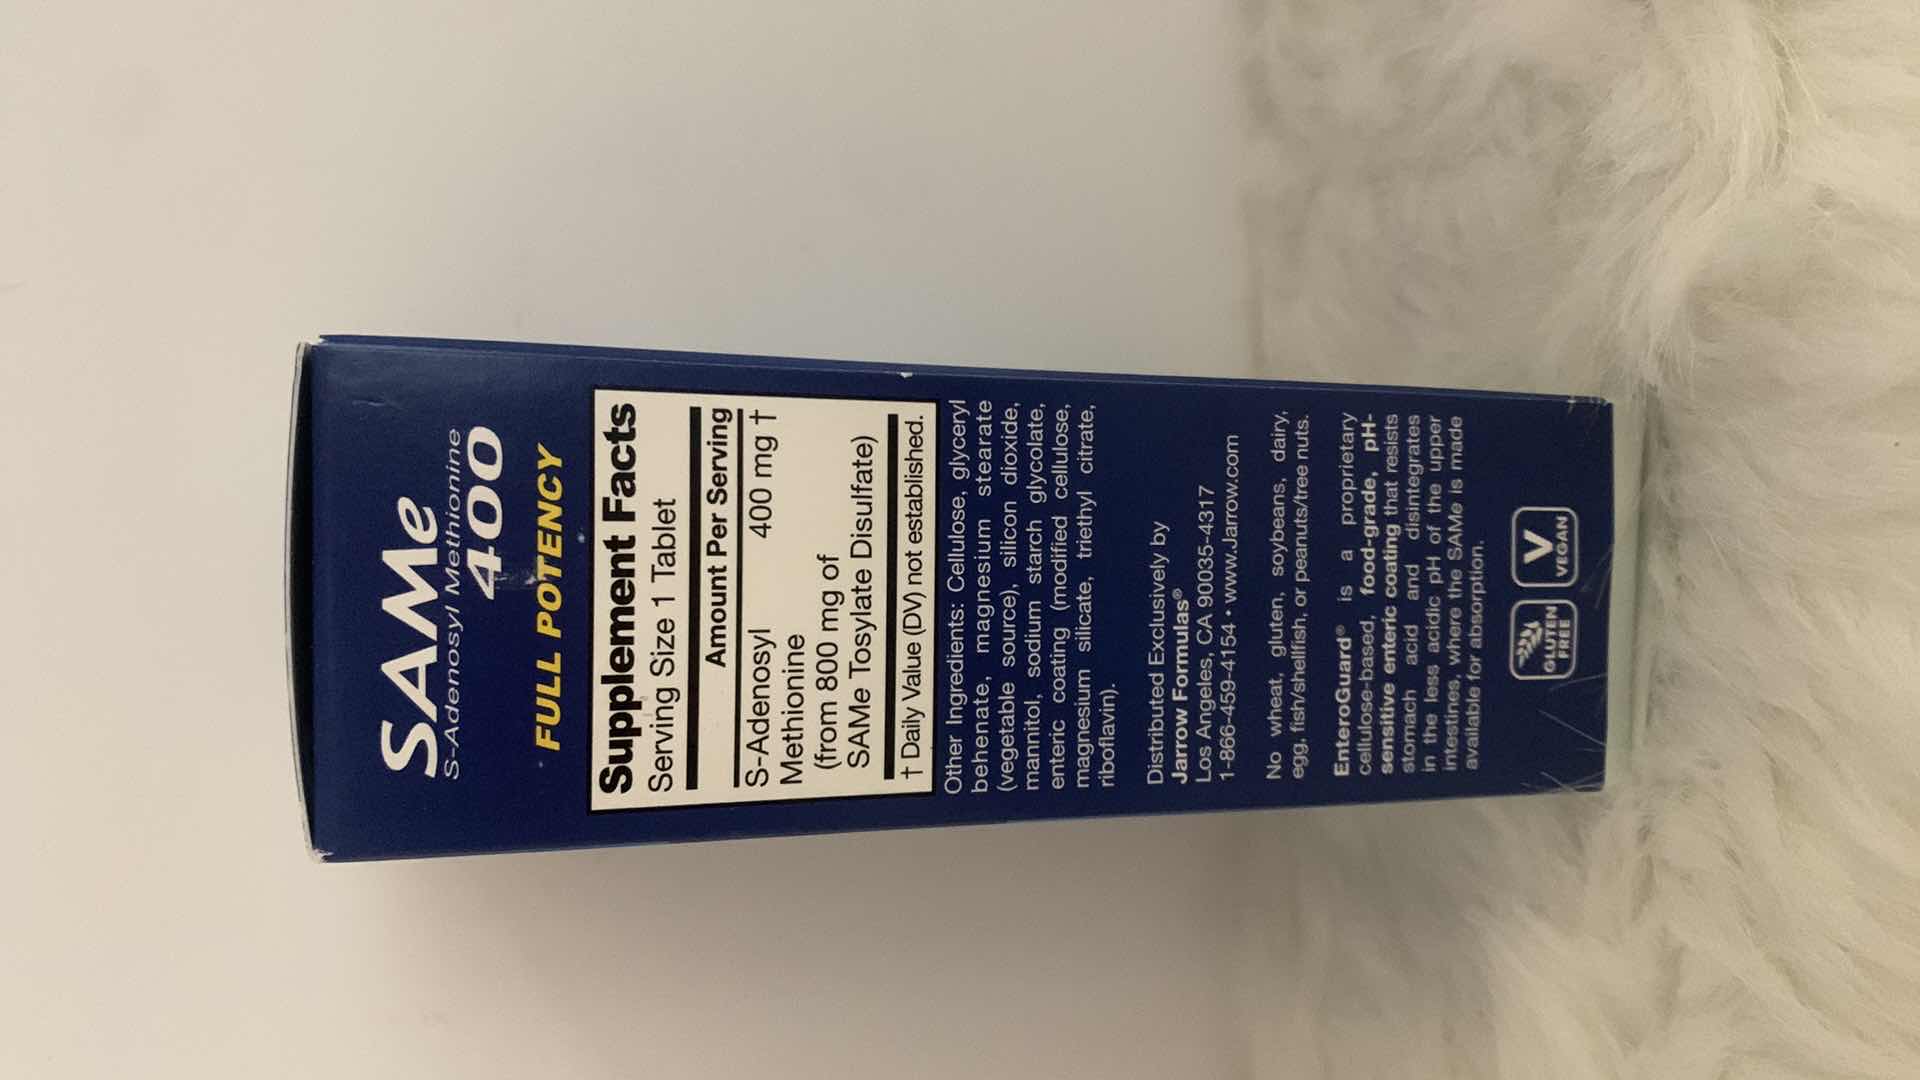 SAMe
S-Adenosyl Methionine
400
FULL POTENCY
Supplement Facts
Serving Size 1 Tablet
Amount Per Serving
S-Adenosyl 400 mg †
Methionine
(from 800 mg of
SAMe Tosylate Disulfate)
† Daily Value (DV) not established.
Other Ingredients: Cellulose, glyceryl
behenate, magnesium stearate
(vegetable source), silicon dioxide,
mannitol, sodium starch glycolate,
enteric coating (modified cellulose,
magnesium silicate, triethyl citrate,
riboflavin).
Distributed Exclusively by
Jarrow Formulas®
Los Angeles, CA 90035-4317
1-866-459-4154 • www.Jarrow.com
No wheat, gluten, soybeans, dairy,
egg, fish/shellfish, or peanuts/tree nuts.
EnteroGuard® is a proprietary
cellulose-based, food-grade, pH-
sensitive enteric coating that resists
stomach acid and disintegrates
in the less acidic pH of the upper
intestines, where the SAMe is made
available for absorption.
GLUTEN
FREE
V
VEGAN